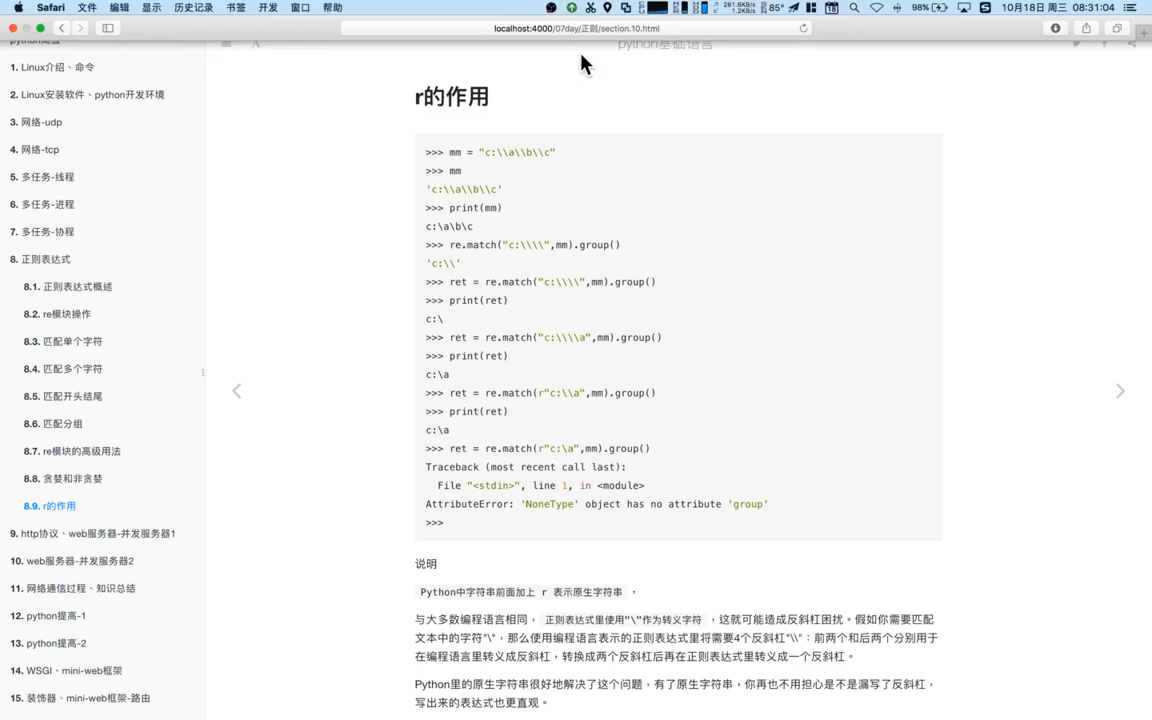 Safari 文件 编辑 显示 历史记录 书签 开发 窗口 帮助 281.6KB/s 1.2KB/s 85° 18 98% 10月18日 周三 08:31:04
localhost:4000/07day/正则/section.10.html
python基础语言
1. Linux介绍、命令
2. Linux安装软件、python开发环境
3. 网络-udp
4. 网络-tcp
5. 多任务-线程
6. 多任务-进程
7. 多任务-协程
8. 正则表达式
8.1. 正则表达式概述
8.2. re模块操作
8.3. 匹配单个字符
8.4. 匹配多个字符
8.5. 匹配开头结尾
8.6. 匹配分组
8.7. re模块的高级用法
8.8. 贪婪和非贪婪
8.9. r的作用
9. http协议、web服务器-并发服务器1
10. web服务器-并发服务器2
11. 网络通信过程、知识总结
12. python提高-1
13. python提高-2
14. WSGI、mini-web框架
15. 装饰器、mini-web框架-路由
r的作用
>>> mm = "c:\\a\\b\\c"
>>> mm
'c:\\a\\b\\c'
>>> print(mm)
c:\a\b\c
>>> re.match("c:\\\\",mm).group()
'c:\\'
>>> ret = re.match("c:\\\\",mm).group()
>>> print(ret)
c:\
>>> ret = re.match("c:\\\\a",mm).group()
>>> print(ret)
c:\a
>>> ret = re.match(r"c:\\a",mm).group()
>>> print(ret)
c:\a
>>> ret = re.match(r"c:\a",mm).group()
Traceback (most recent call last):
File "<stdin>", line 1, in <module>
AttributeError: 'NoneType' object has no attribute 'group'
>>>
说明
Python中字符串前面加上 r 表示原生字符串，
与大多数编程语言相同，正则表达式里使用"\"作为转义字符，这就可能造成反斜杠困扰。假如你需要匹配
文本中的字符"\"，那么使用编程语言表示的正则表达式里将需要4个反斜杠"\\"：前两个和后两个分别用于
在编程语言里转义成反斜杠，转换成两个反斜杠后再在正则表达式里转义成一个反斜杠。
Python里的原生字符串很好地解决了这个问题，有了原生字符串，你再也不用担心是不是漏写了反斜杠，
写出来的表达式也更直观。